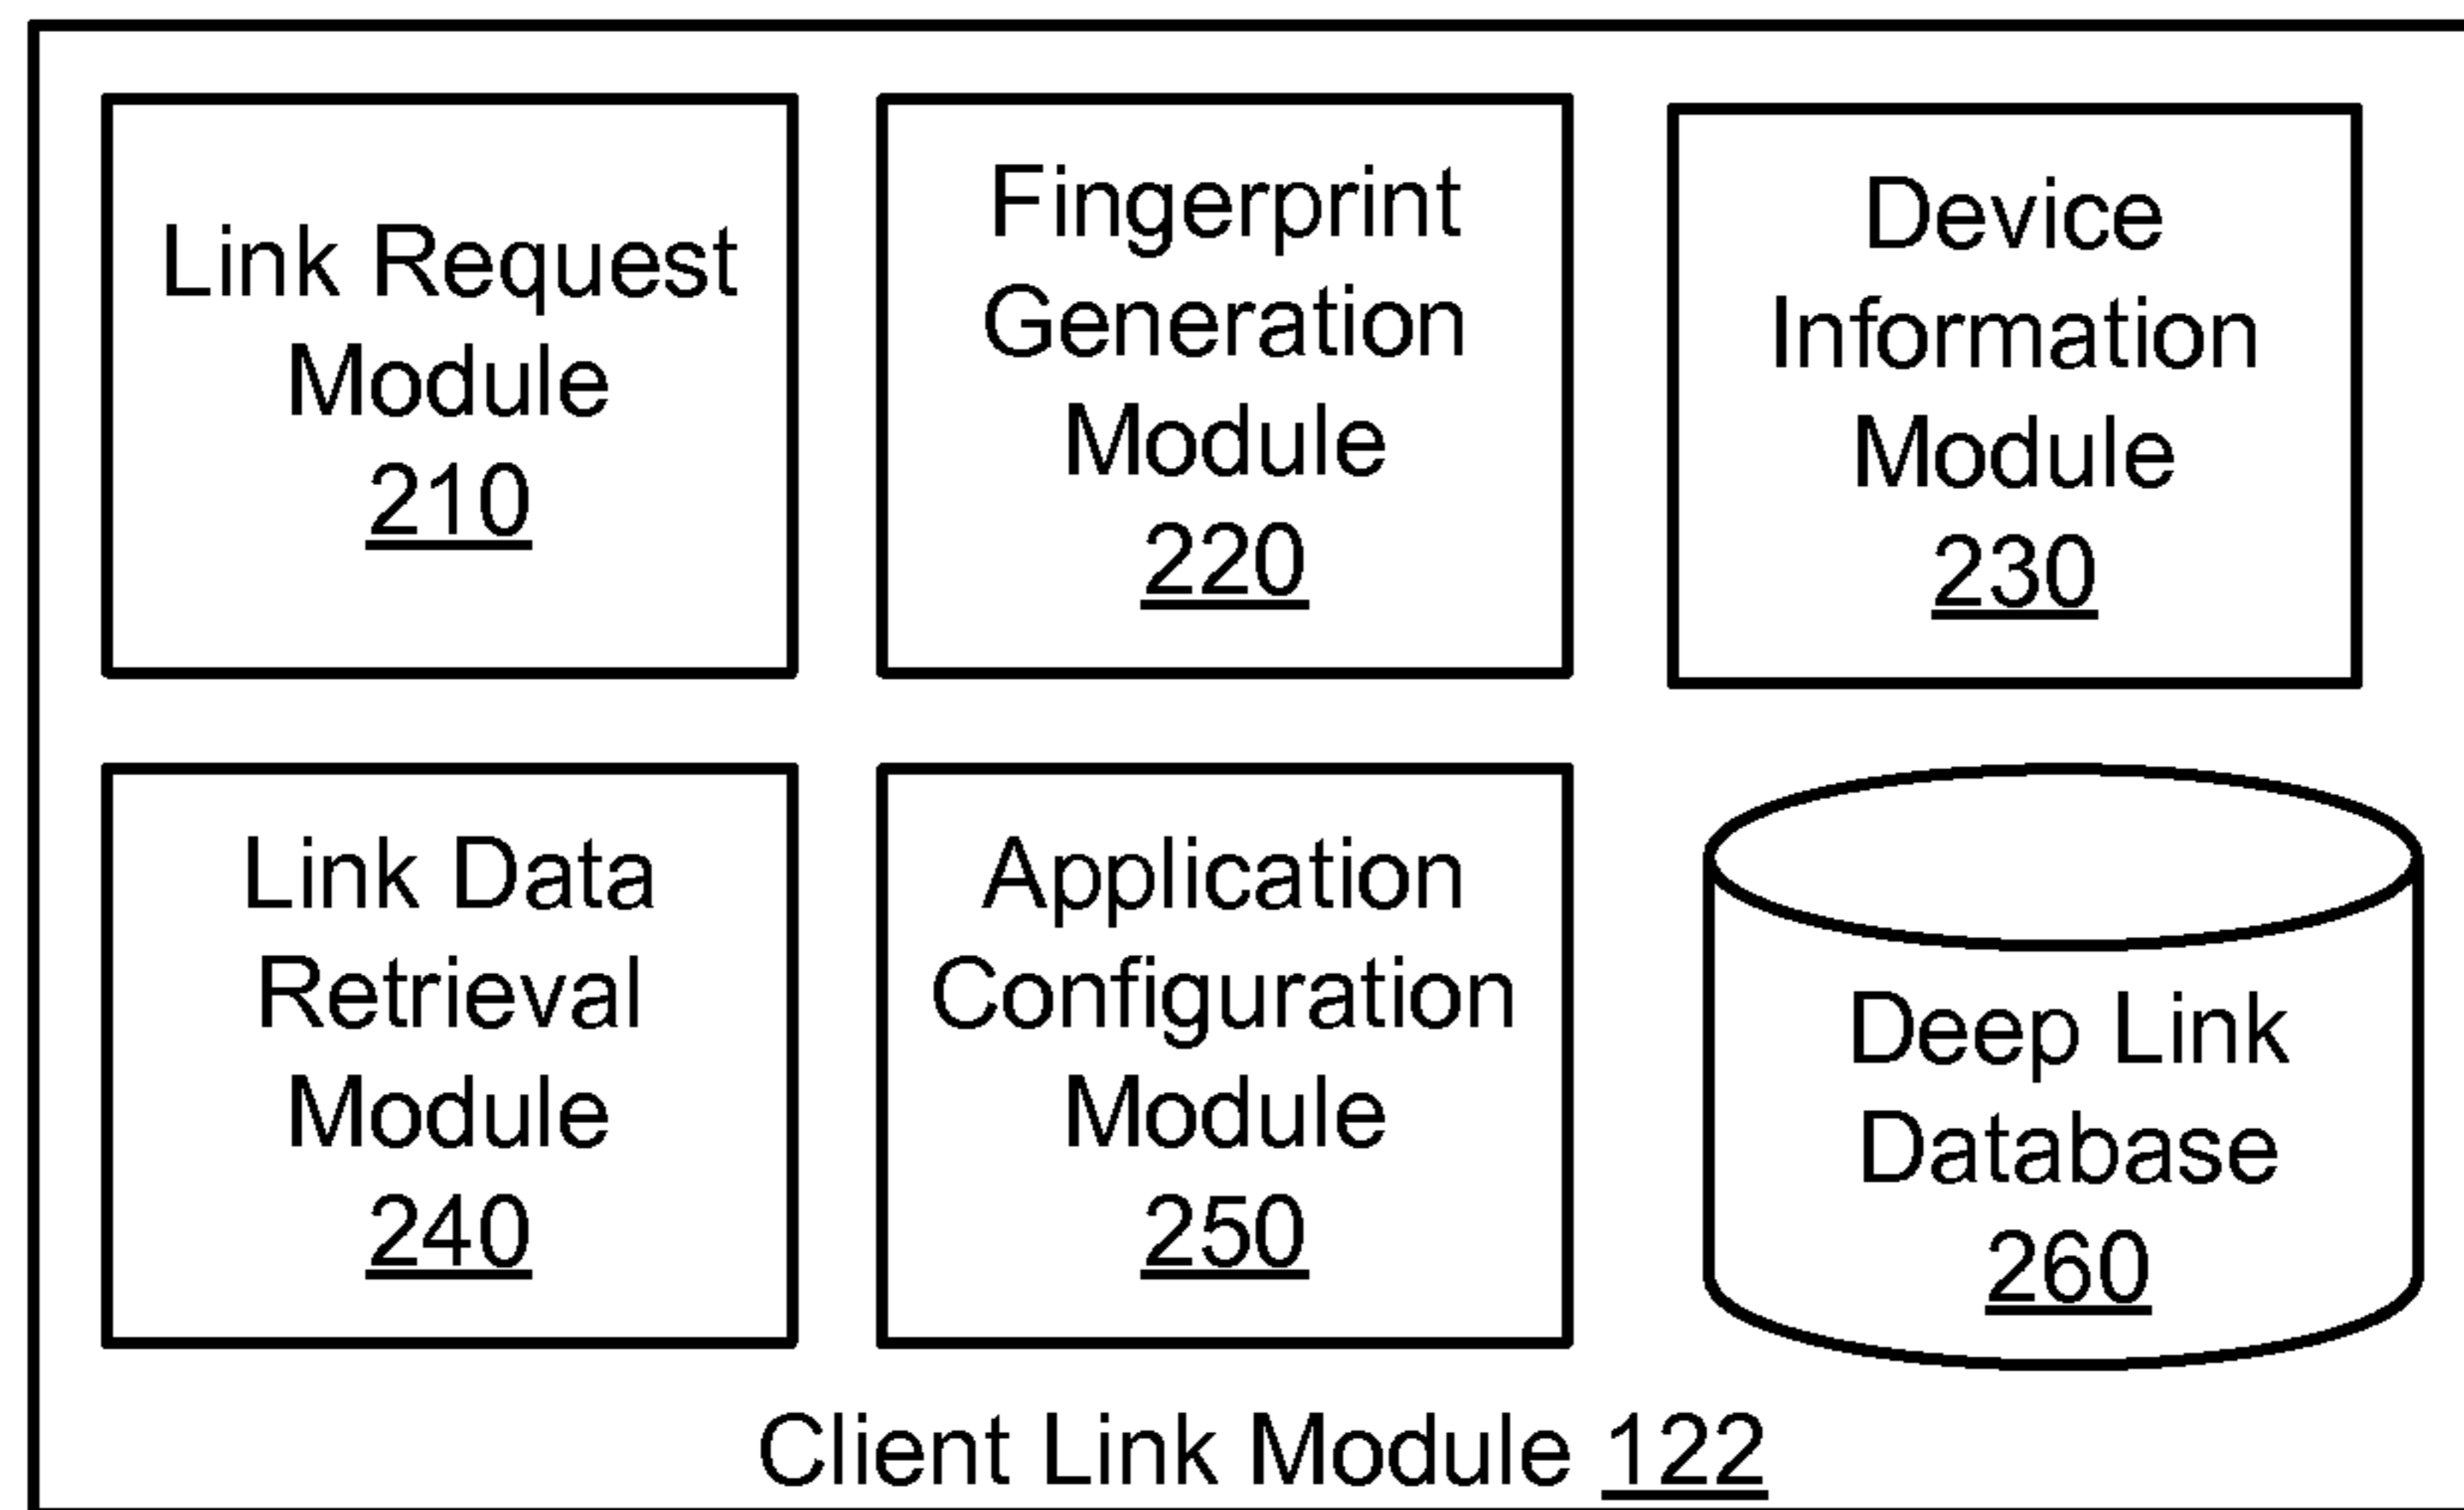 Link Request
Module
210
Fingerprint
Generation
Module
220
Device
Information
Module
230
Link Data
Retrieval
Module
240
Application
Configuration
Module
250
Deep Link
Database
260
Client Link Module 122